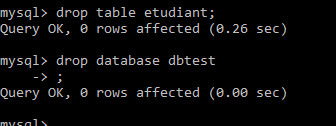 mysql> drop table etudiant;
Query OK, 0 rows affected (0.26 sec)
mysql> drop database dbtest
    -> ;
Query OK, 0 rows affected (0.00 sec)
mysql>